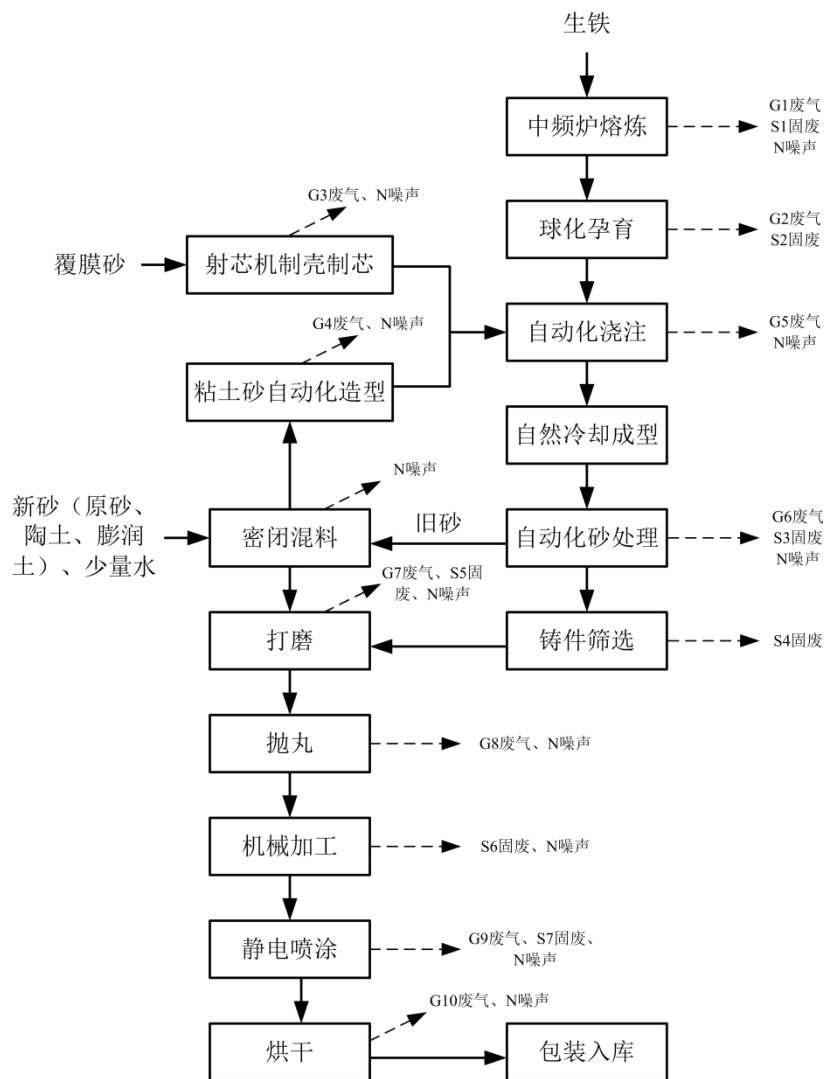 生铁
中频炉熔炼
G1废气
S1固废
N噪声
G3废气、N噪声
球化孕育
G2废气
S2固废
覆膜砂
射芯机制壳制芯
G4废气、N噪声
自动化浇注
G5废气
N噪声
粘土砂自动化造型
自然冷却成型
N噪声
新砂（原砂、
陶土、膨润
土）、少量水
密闭混料
旧砂
自动化砂处理
G6废气
S3固废
N噪声
G7废气、S5固
废、N噪声
打磨
铸件筛选
S4固废
抛丸
G8废气、N噪声
机械加工
S6固废、N噪声
静电喷涂
G9废气、S7固废、
N噪声
G10废气、N噪声
烘干
包装入库